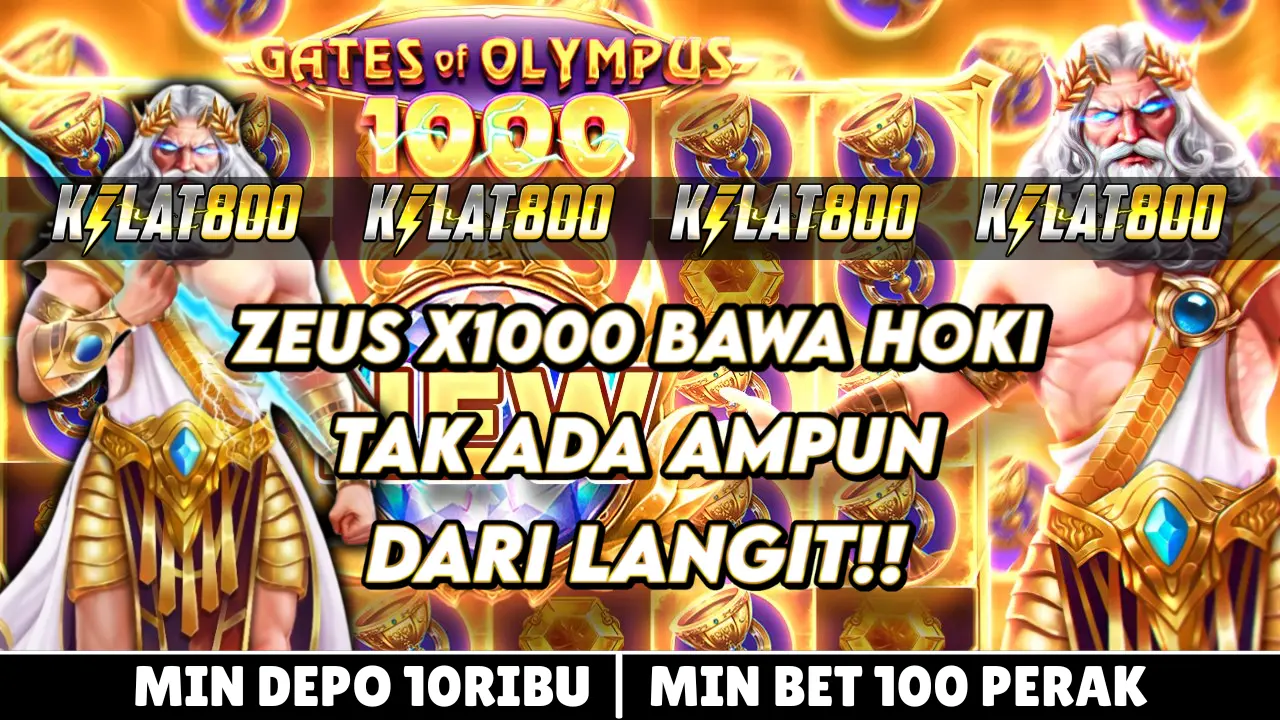 GATES of OLYMPUS
1000
KILAT800 KILAT800 KILAT800 KILAT800
ZEUS X1000 BAWA HOKI
NEW
TAK ADA AMPUN
DARI LANGIT!!
MIN DEPO 10RIBU | MIN BET 100 PERAK